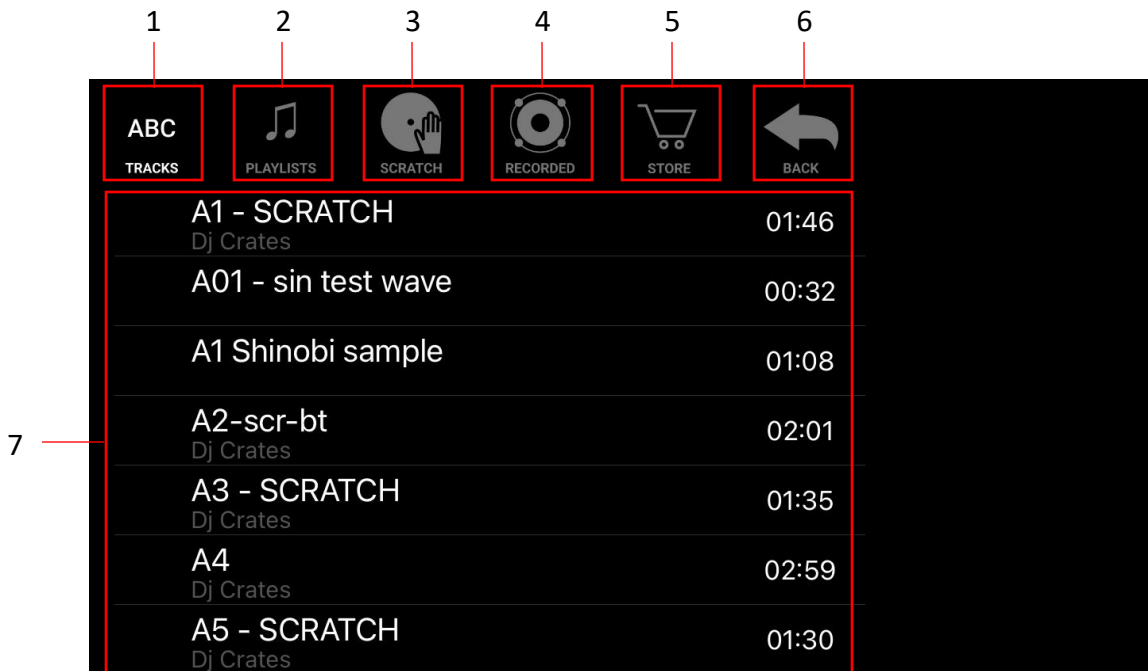 1 2 3 4 5 6
ABC
TRACKS PLAYLISTS SCRATCH RECORDED STORE BACK
A1 - SCRATCH 01:46
Dj Crates
A01 - sin test wave 00:32
A1 Shinobi sample 01:08
A2-scr-bt 02:01
Dj Crates
7
A3 - SCRATCH 01:35
Dj Crates
A4 02:59
Dj Crates
A5 - SCRATCH 01:30
Dj Crates